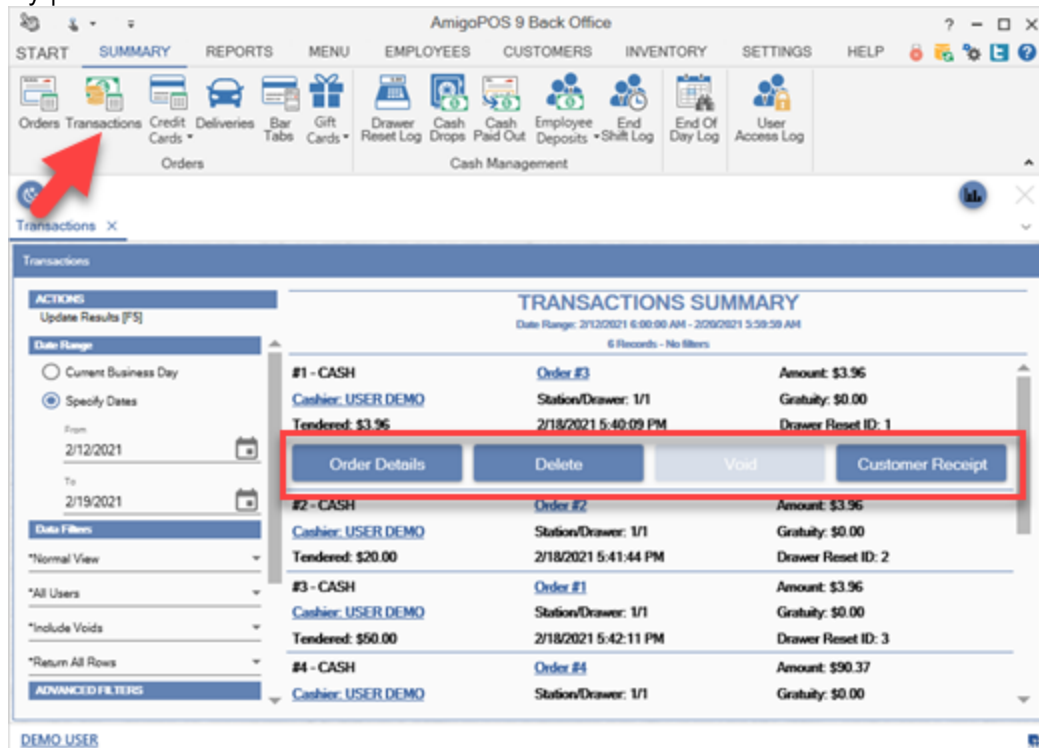 AmigoPOS 9 Back Office
START SUMMARY REPORTS MENU EMPLOYEES CUSTOMERS INVENTORY SETTINGS HELP
Orders Transactions Credit Cards Deliveries Bar Tabs Gift Cards Drawer Reset Log Cash Drops Cash Paid Out Employee Deposits End Shift Log End Of Day Log User Access Log
Orders Cash Management
Transactions
Transactions
ACTIONS
Update Results [F5]
Date Range
Current Business Day
Specify Dates
From
2/12/2021
To
2/19/2021
Data Filters
*Normal View
*All Users
*Include Voids
*Return All Rows
ADVANCED FILTERS
TRANSACTIONS SUMMARY
Date Range: 2/12/2021 6:00:00 AM - 2/20/2021 5:59:59 AM
6 Records - No filters
#1 - CASH Order #3 Amount: $3.96
Cashier: USER DEMO Station/Drawer: 1/1 Gratuity: $0.00
Tendered: $3.96 2/18/2021 5:40:09 PM Drawer Reset ID: 1
Order Details Delete Void Customer Receipt
#2 - CASH Order #2 Amount: $3.96
Cashier: USER DEMO Station/Drawer: 1/1 Gratuity: $0.00
Tendered: $20.00 2/18/2021 5:41:44 PM Drawer Reset ID: 2
#3 - CASH Order #1 Amount: $3.96
Cashier: USER DEMO Station/Drawer: 1/1 Gratuity: $0.00
Tendered: $50.00 2/18/2021 5:42:11 PM Drawer Reset ID: 3
#4 - CASH Order #4 Amount: $90.37
Cashier: USER DEMO Station/Drawer: 1/1 Gratuity: $0.00
DEMO USER